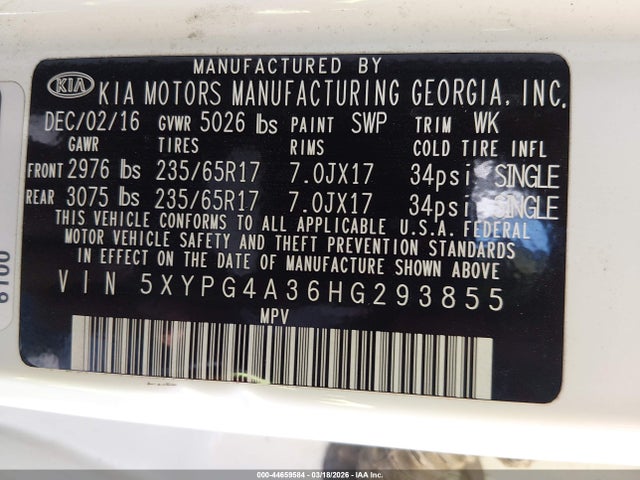 MANUFACTURED BY
KIA KIA MOTORS MANUFACTURING GEORGIA, INC.
DEC/02/16 GVWR 5026 lbs PAINT SWP TRIM WK
GAWR TIRES RIMS COLD TIRE INFL.
FRONT 2976 lbs 235/65R17 7.0JX17 34psi SINGLE
REAR 3075 lbs 235/65R17 7.0JX17 34psi SINGLE
THIS VEHICLE CONFORMS TO ALL APPLICABLE U.S.A. FEDERAL
MOTOR VEHICLE SAFETY AND THEFT PREVENTION STANDARDS
IN EFFECT ON THE DATE OF MANUFACTURE SHOWN ABOVE.
VIN 5XYPG4A36HG293855
MPV
000-44659584 - 03/18/2026 - IAA Inc.